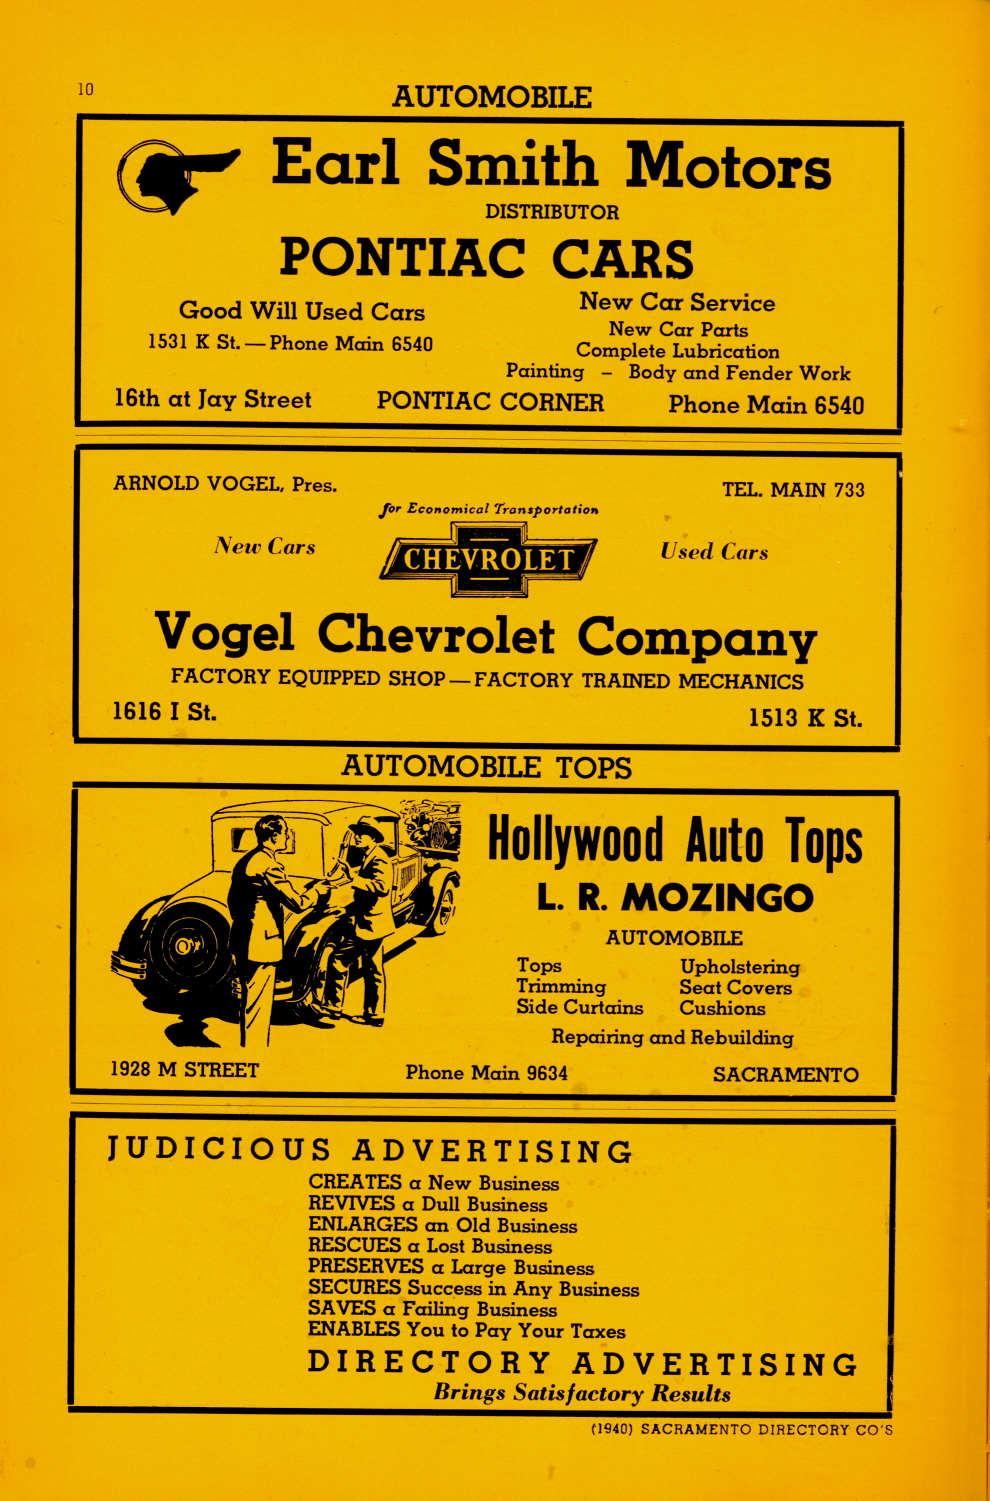 10
AUTOMOBILE
Earl Smith Motors
DISTRIBUTOR
PONTIAC CARS
Good Will Used Cars
1531 K St. — Phone Main 6540
New Car Service
New Car Parts
Complete Lubrication
Painting – Body and Fender Work
16th at Jay Street PONTIAC CORNER Phone Main 6540
ARNOLD VOGEL, Pres. TEL. MAIN 733
for Economical Transportation
New Cars CHEVROLET Used Cars
Vogel Chevrolet Company
FACTORY EQUIPPED SHOP — FACTORY TRAINED MECHANICS
1616 I St. 1513 K St.
AUTOMOBILE TOPS
Hollywood Auto Tops
L. R. MOZINGO
AUTOMOBILE
Tops Upholstering
Trimming Seat Covers
Side Curtains Cushions
Repairing and Rebuilding
1928 M STREET Phone Main 9634 SACRAMENTO
JUDICIOUS ADVERTISING
CREATES a New Business
REVIVES a Dull Business
ENLARGES an Old Business
RESCUES a Lost Business
PRESERVES a Large Business
SECURES Success in Any Business
SAVES a Failing Business
ENABLES You to Pay Your Taxes
DIRECTORY ADVERTISING
Brings Satisfactory Results
(1940) SACRAMENTO DIRECTORY CO'S